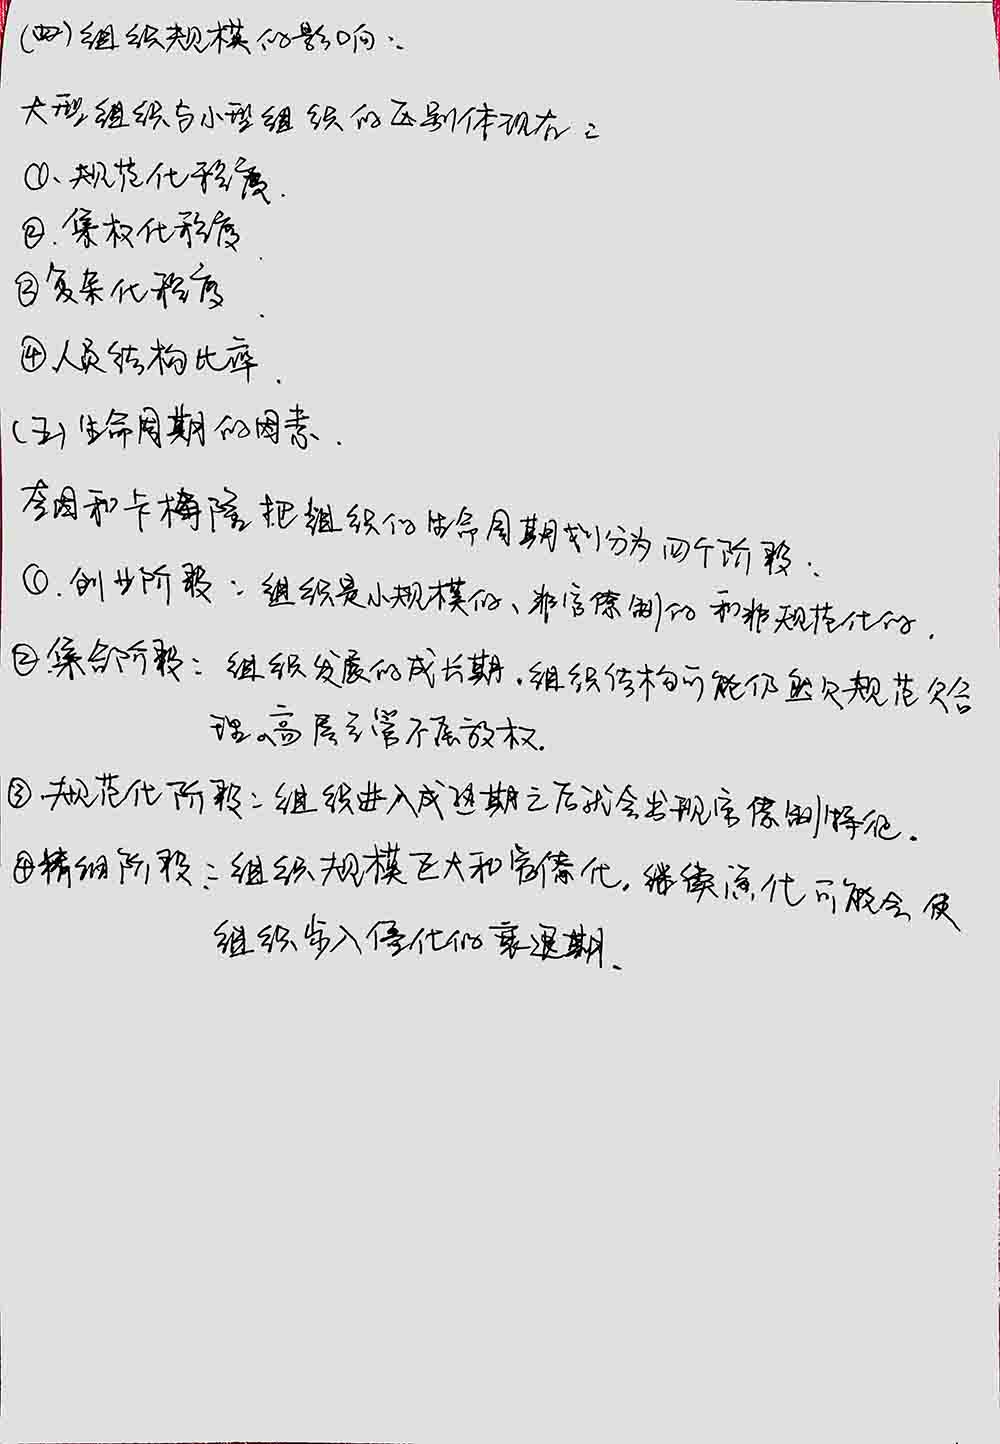 (四)组织规模的影响:
大型组织与小型组织的区别体现在:
①、规范化程度.
②.集权化程度.
③复杂化程度.
④人员结构比率.
(五)生命周期的因素.
奎因和卡梅隆把组织的生命周期划分为四个阶段:
①.创业阶段:组织是小规模的、非官僚制的和非规范化的.
②集合阶段:组织发展的成长期.组织结构可能仍然欠规范欠合
理,高层主管不愿放权.
③.规范化阶段:组织进入成熟期之后就会出现官僚制特征.
④精细阶段:组织规模巨大和官僚化,继续演化可能会使
组织步入停化的衰退期.